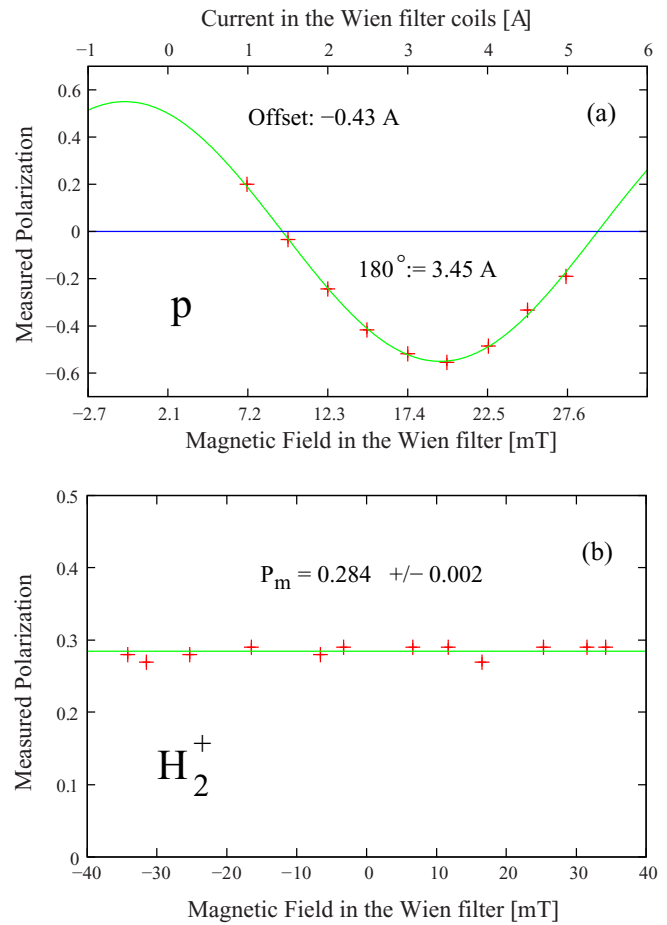 Current in the Wien filter coils [A]
−1 0 1 2 3 4 5 6
0.6
0.4
0.2
0
−0.2
−0.4
−0.6
Measured Polarization
Offset: −0.43 A
(a)
180°:= 3.45 A
p
−2.7 2.1 7.2 12.3 17.4 22.5 27.6
Magnetic Field in the Wien filter [mT]
0.5
0.4
0.3
0.2
0.1
0
Measured Polarization
(b)
P_m = 0.284 +/− 0.002
H_2^+
−40 −30 −20 −10 0 10 20 30 40
Magnetic Field in the Wien filter [mT]